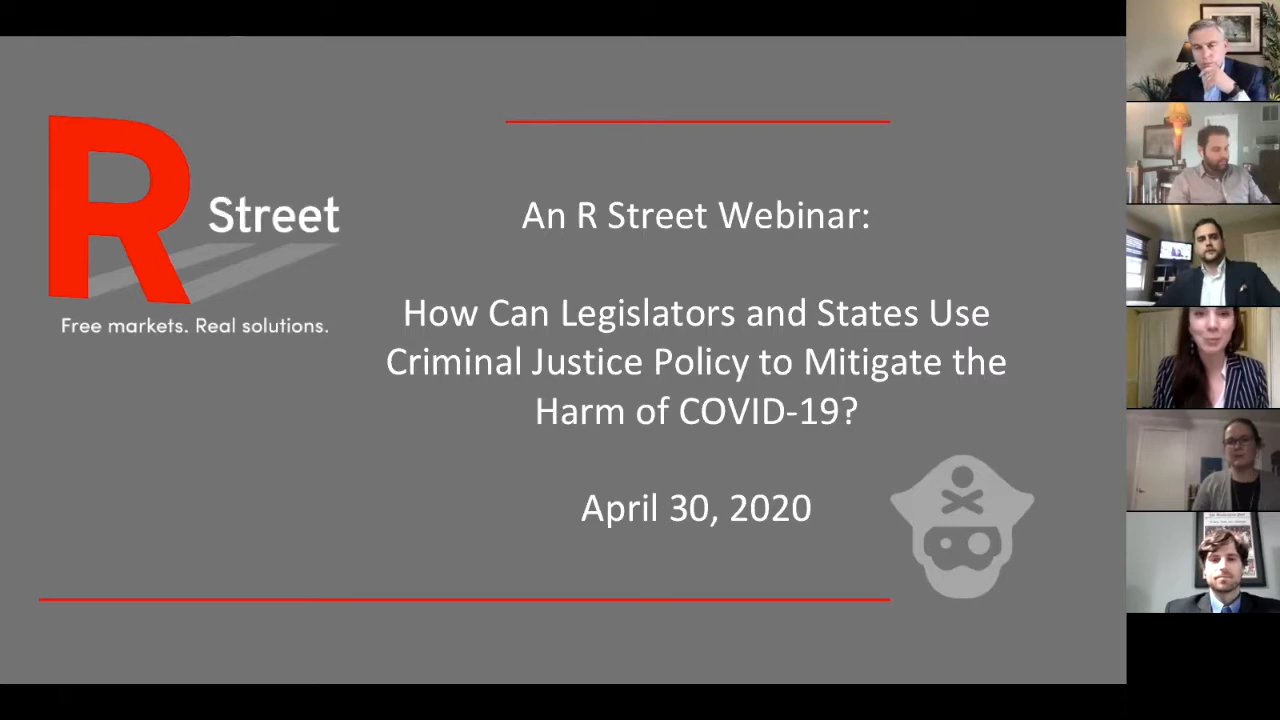 R Street
Free markets. Real solutions.
An R Street Webinar:
How Can Legislators and States Use
Criminal Justice Policy to Mitigate the
Harm of COVID-19?
April 30, 2020